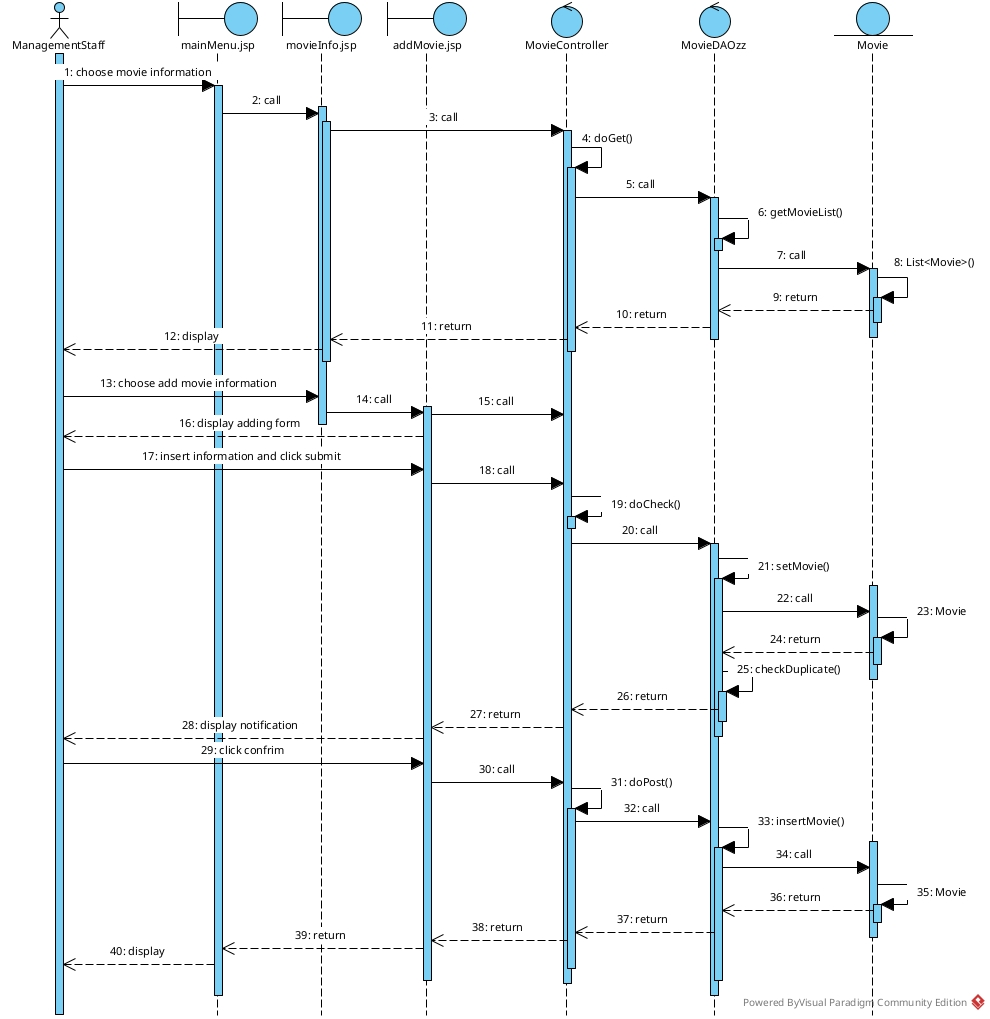 ManagementStaff
mainMenu.jsp
movieInfo.jsp
addMovie.jsp
MovieController
MovieDAOzz
Movie
1: choose movie information
2: call
3: call
4: doGet()
5: call
6: getMovieList()
7: call
8: List<Movie>()
9: return
10: return
11: return
12: display
13: choose add movie information
14: call
15: call
16: display adding form
17: insert information and click submit
18: call
19: doCheck()
20: call
21: setMovie()
22: call
23: Movie
24: return
25: checkDuplicate()
26: return
27: return
28: display notification
29: click confrim
30: call
31: doPost()
32: call
33: insertMovie()
34: call
35: Movie
36: return
37: return
38: return
39: return
40: display
Powered ByVisual Paradigm Community Edition